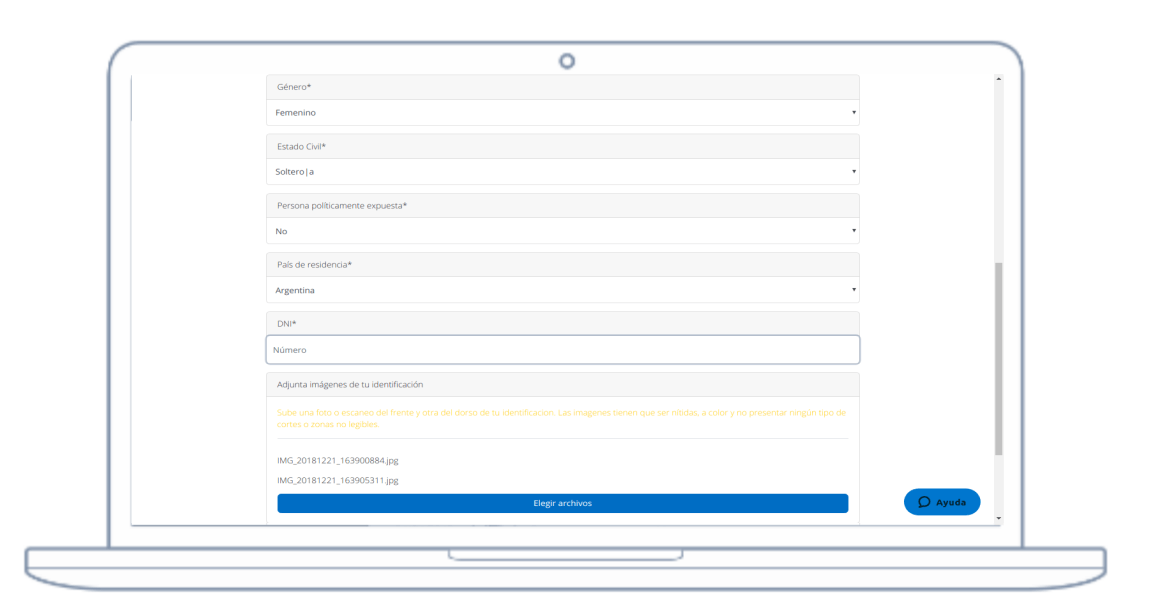 Género*
Femenino
Estado Civil*
Soltero|a
Persona políticamente expuesta*
No
País de residencia*
Argentina
DNI*
Número
Adjunta imágenes de tu identificación
Sube una foto o escaneo del frente y otra del dorso de tu identificación. Las imagenes tienen que ser nítidas, a color y no presentar ningún tipo de
cortes o zonas no legibles.
IMG_20181221_163900884.jpg
IMG_20181221_163905311.jpg
Elegir archivos
Ayuda